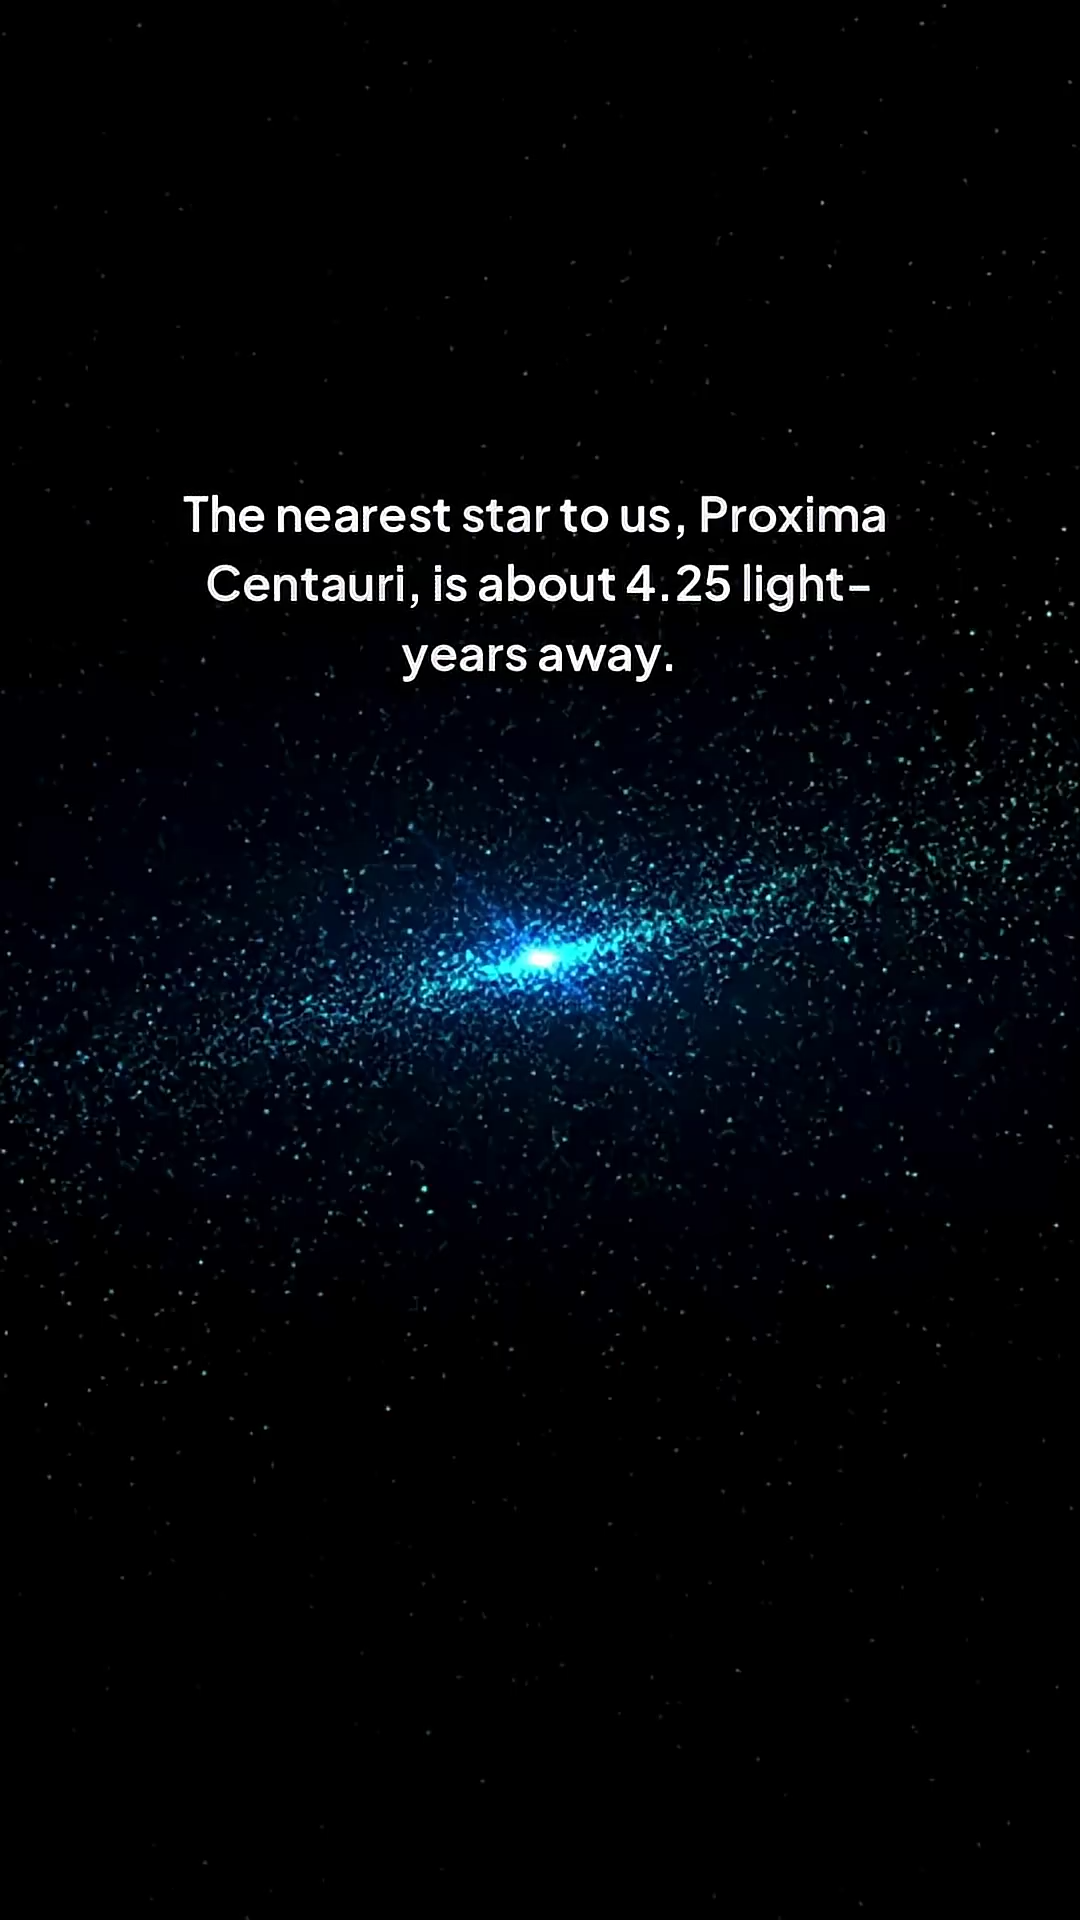 The nearest star to us, Proxima
Centauri, is about 4.25 light-
years away.